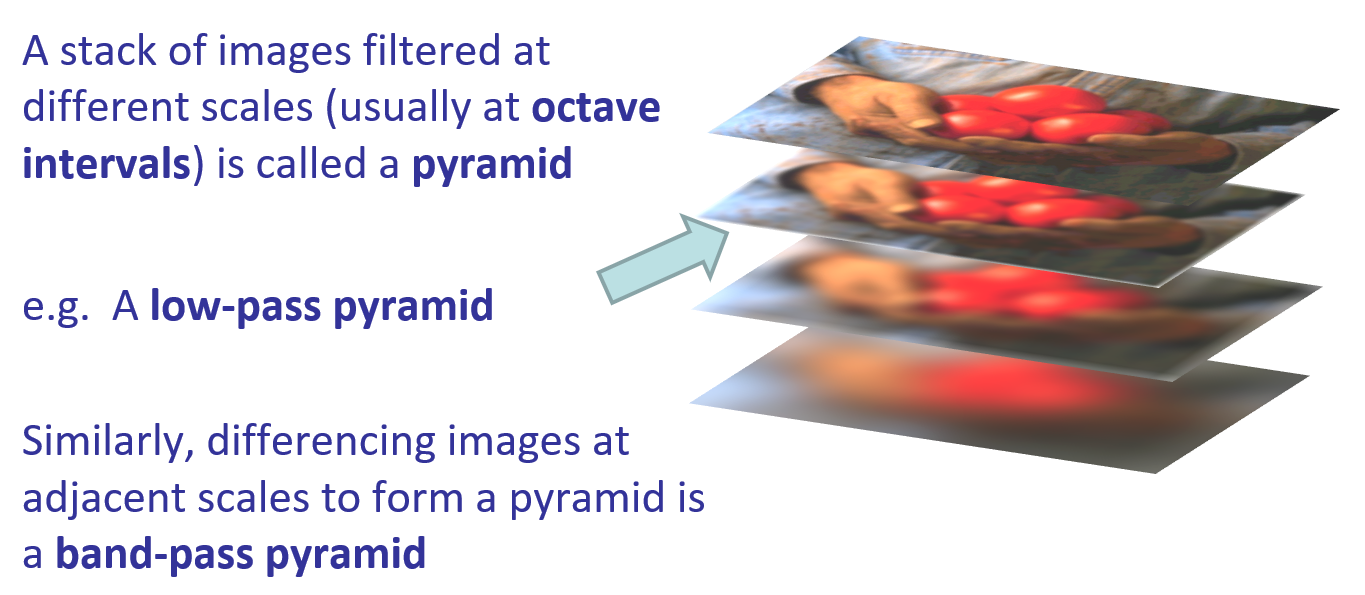 A stack of images filtered at
different scales (usually at octave
intervals) is called a pyramid
e.g. A low-pass pyramid
Similarly, differencing images at
adjacent scales to form a pyramid is
a band-pass pyramid